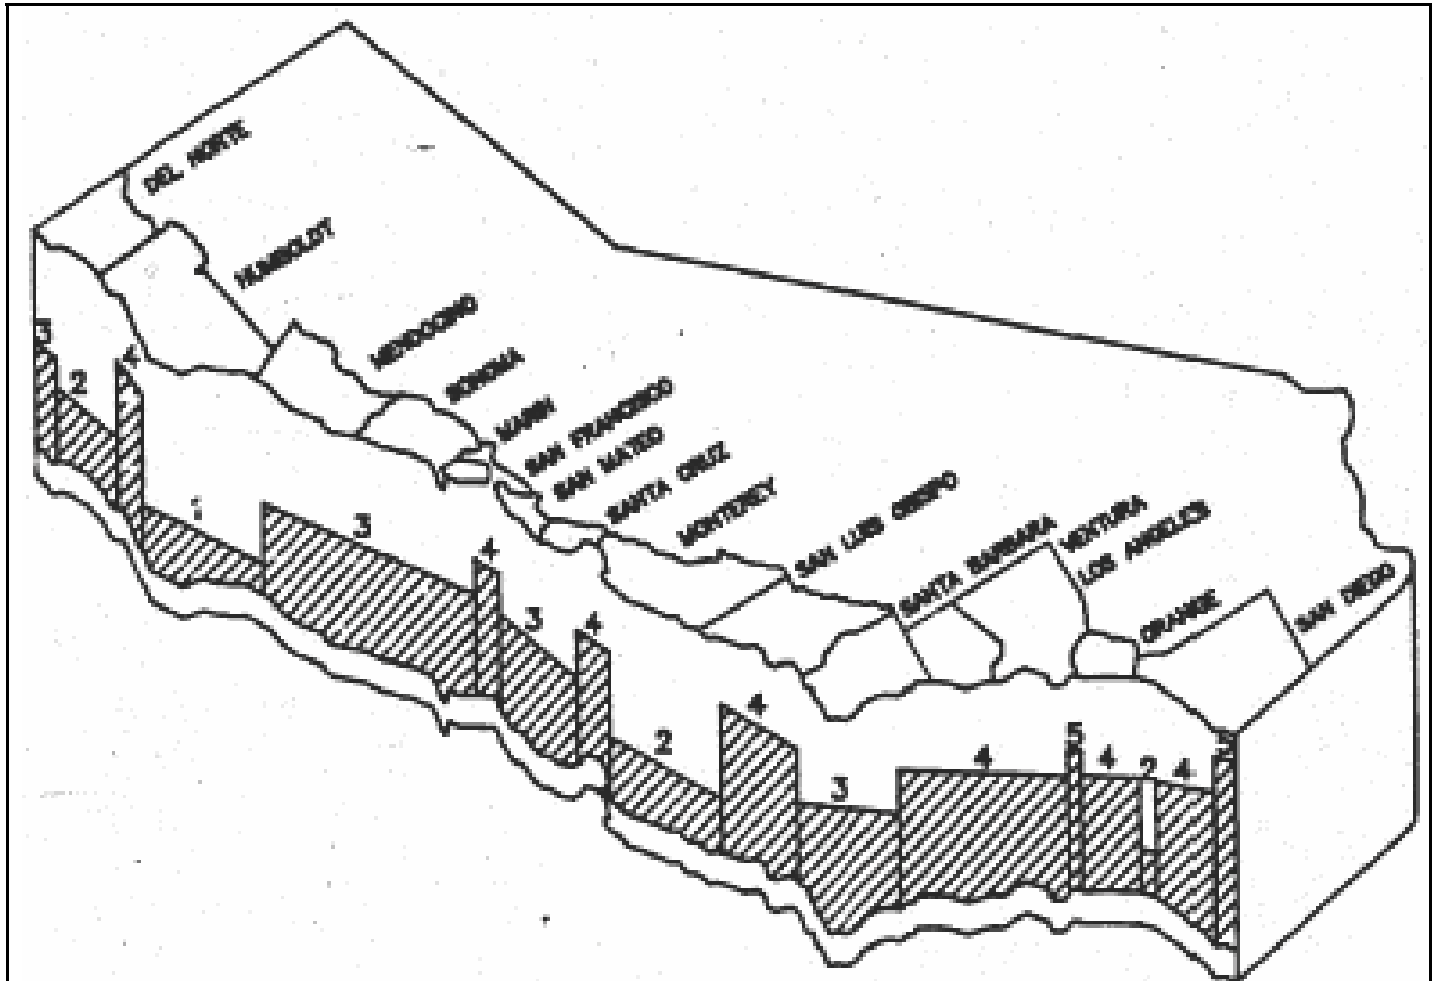 DEL NORTE
HUMBOLDT
MENDOCINO
SONOMA
MARIN
SAN FRANCISCO
SAN MATEO
SANTA CRUZ
MONTEREY
SAN LUIS OBISPO
SANTA BARBARA
VENTURA
LOS ANGELES
ORANGE
SAN DIEGO
3
2
4
1
3
4
3
4
2
4
3
4
5
4
2
4
5